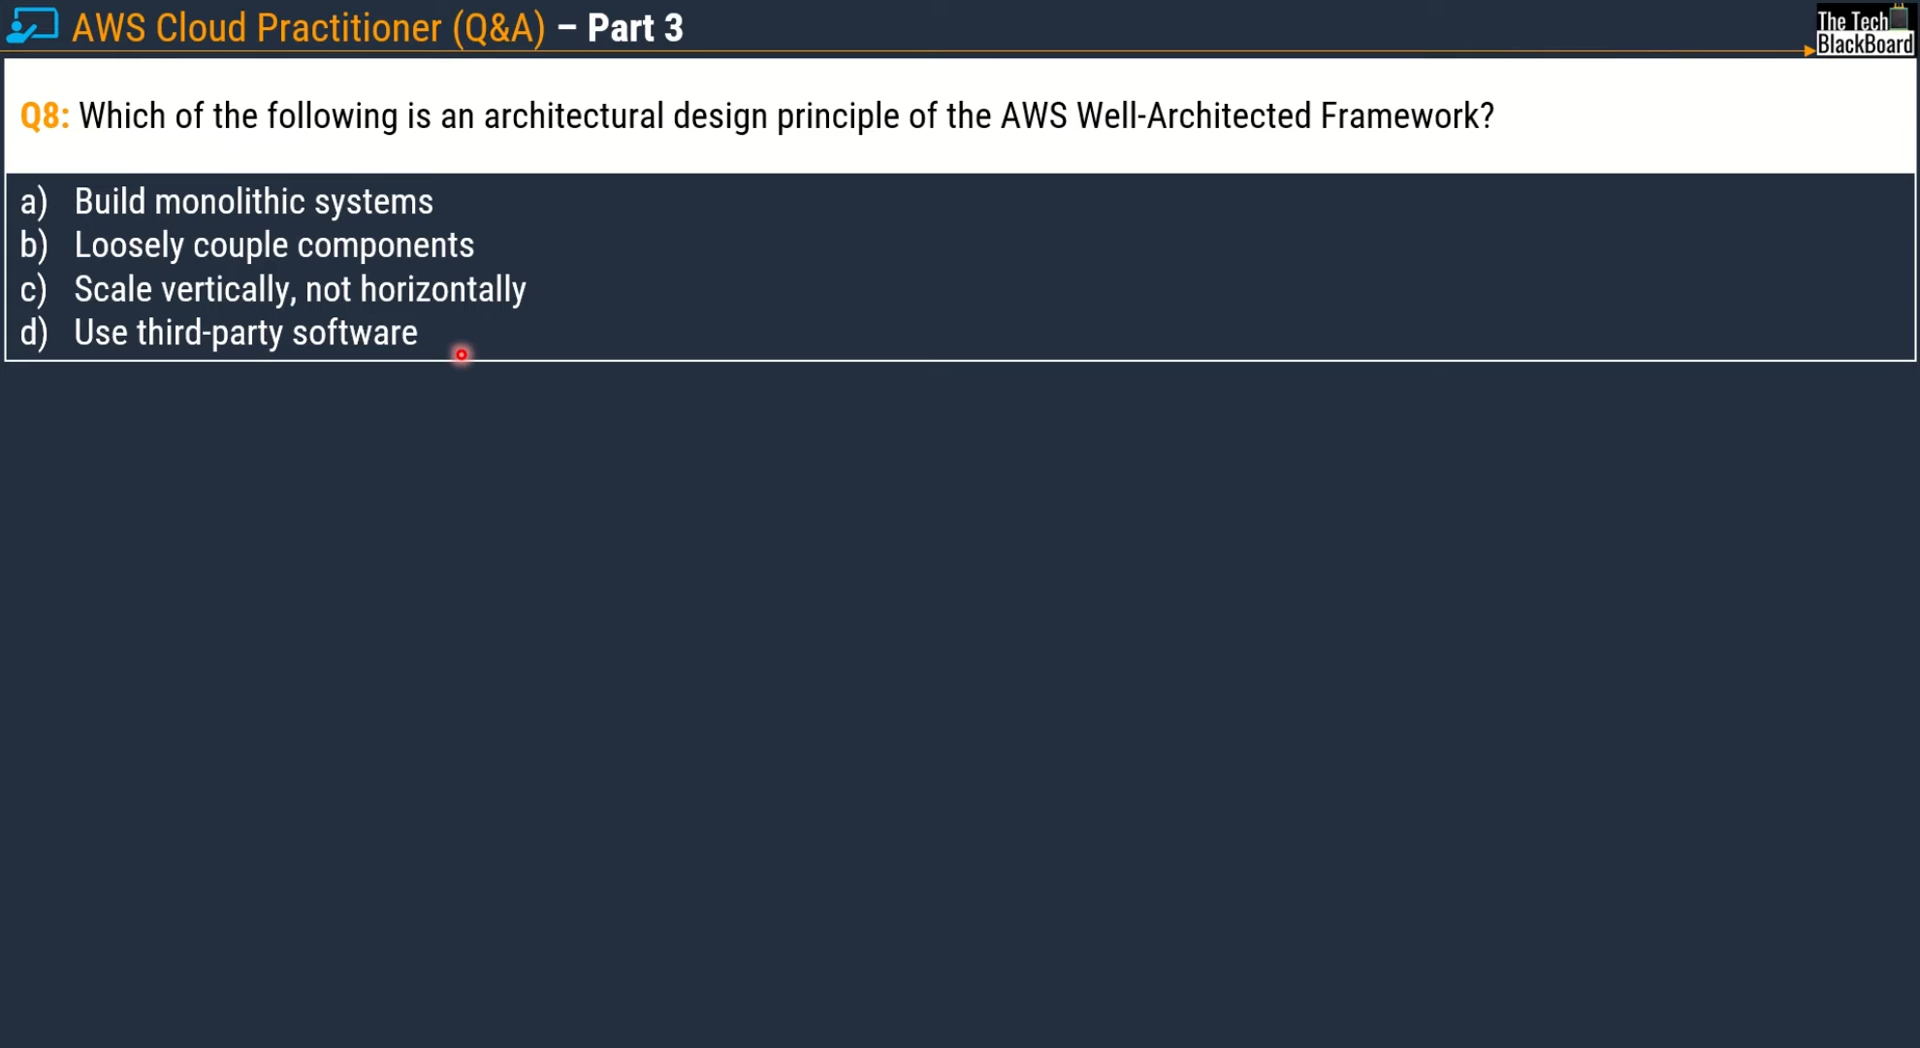 AWS Cloud Practitioner (Q&A) – Part 3
The Tech
BlackBoard
Q8: Which of the following is an architectural design principle of the AWS Well-Architected Framework?
a) Build monolithic systems
b) Loosely couple components
c) Scale vertically, not horizontally
d) Use third-party software